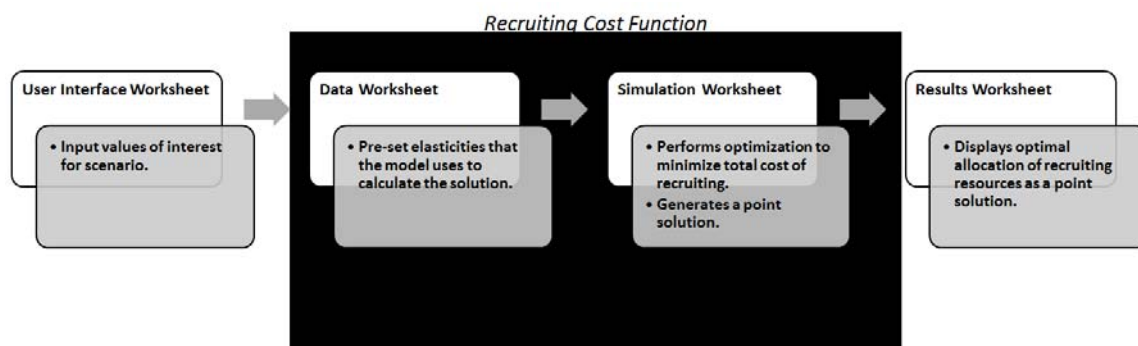 Recruiting Cost Function
User Interface Worksheet
• Input values of interest
for scenario.
Data Worksheet
• Pre-set elasticities that
the model uses to
calculate the solution.
Simulation Worksheet
• Performs optimization to
minimize total cost of
recruiting.
• Generates a point
solution.
Results Worksheet
• Displays optimal
allocation of recruiting
resources as a point
solution.